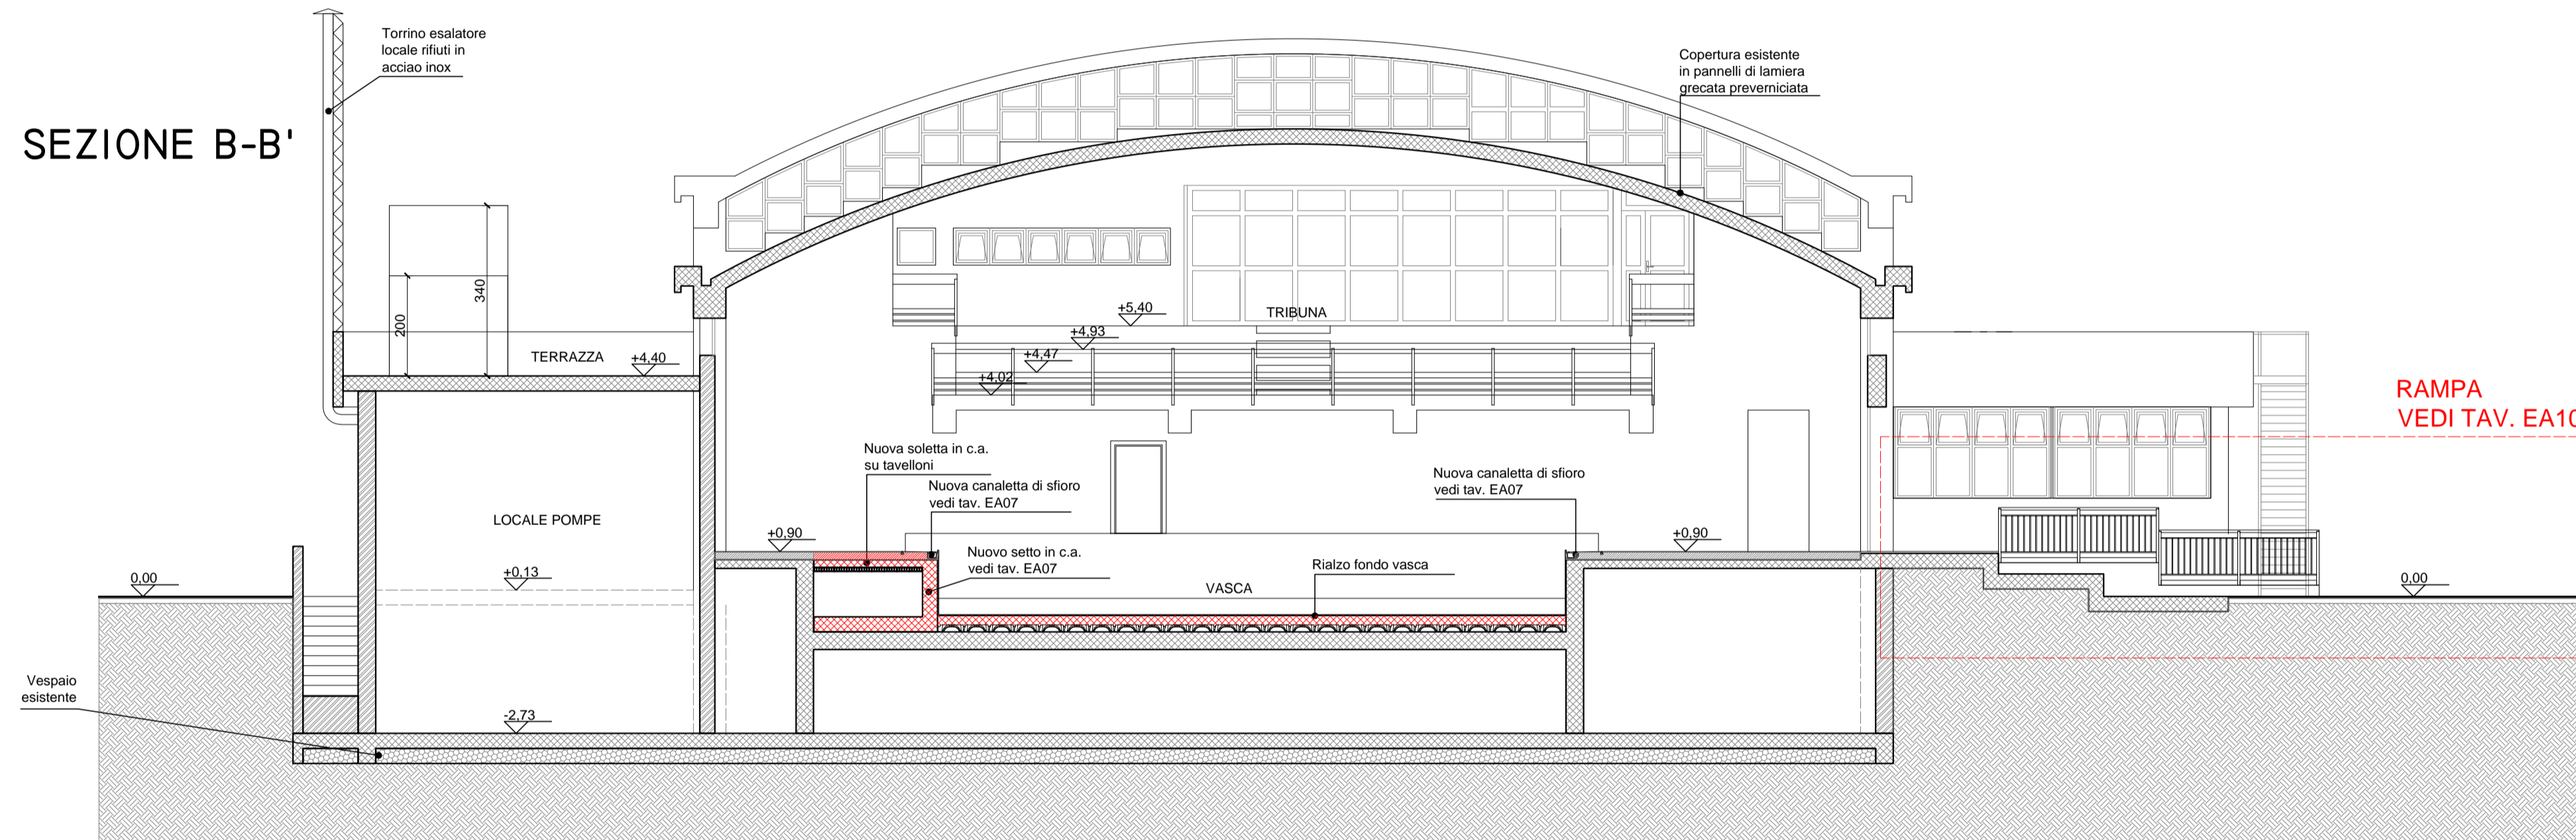 SEZIONE B-B'
Torrino esalatore
locale rifiuti in
acciao inox
Copertura esistente
in pannelli di lamiera
grecata preverniciata
340
200
TERRAZZA
+4,40
+5,40
TRIBUNA
+4,93
+4,47
+4,02
RAMPA
VEDI TAV. EA10
Nuova soletta in c.a.
su tavelloni
Nuova canaletta di sfioro
vedi tav. EA07
Nuova canaletta di sfioro
vedi tav. EA07
LOCALE POMPE
+0,90
+0,90
Nuovo setto in c.a.
vedi tav. EA07
Rialzo fondo vasca
0,00
+0,13
VASCA
0,00
Vespaio
esistente
-2,73